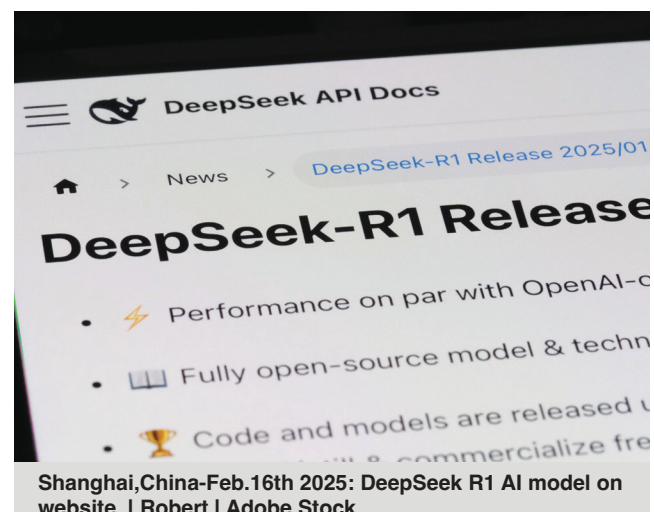 DeepSeek API Docs
> News > DeepSeek-R1 Release 2025/01
DeepSeek-R1 Release
• Performance on par with OpenAI-o
• Fully open-source model & techn
• Code and models are released u
& commercialize fre
Shanghai,China-Feb.16th 2025: DeepSeek R1 AI model on
website. | Robert | Adobe Stock